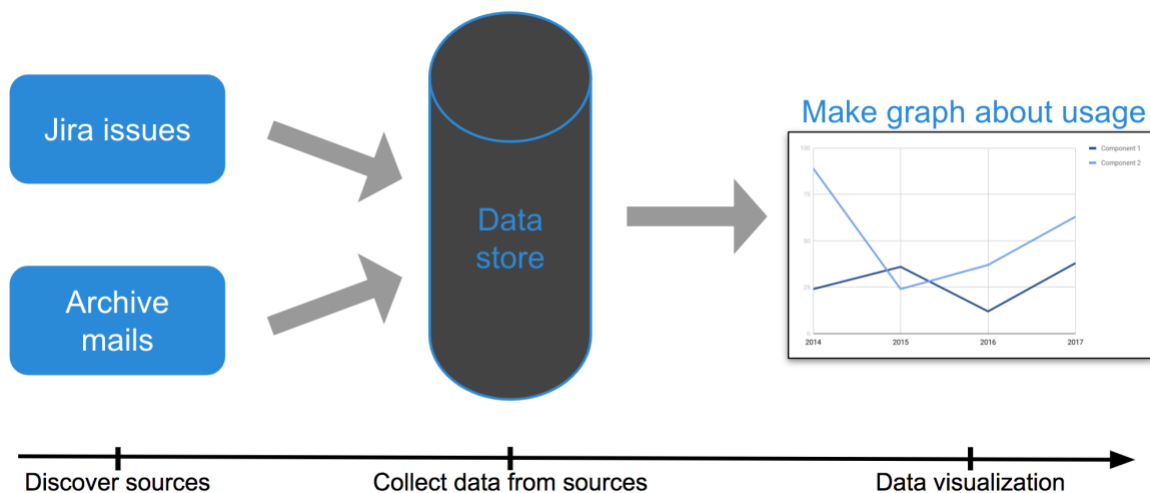 Jira issues
Archive
mails
Data
store
Make graph about usage
100
75
50
25
0
2014
2015
2016
2017
Component 1
Component 2
Discover sources
Collect data from sources
Data visualization